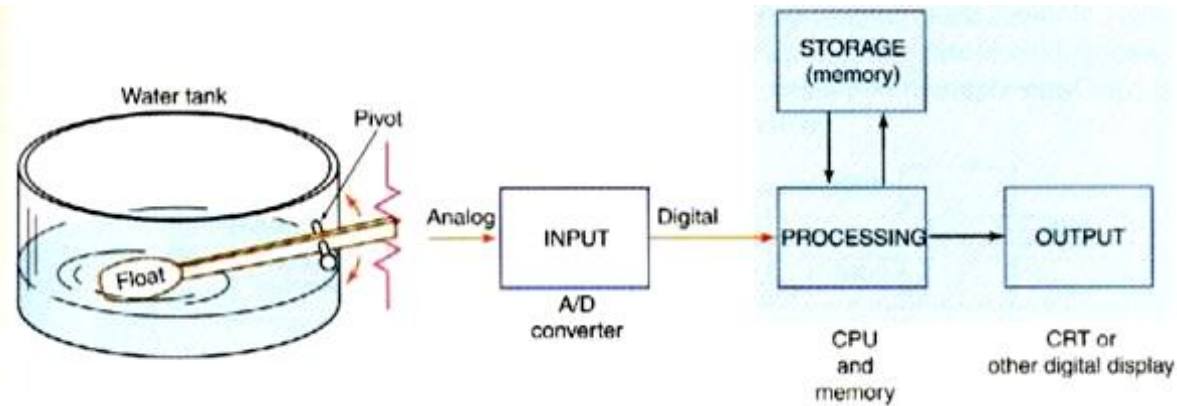 Water tank
Pivot
Float
Analog
INPUT
A/D
converter
Digital
STORAGE
(memory)
PROCESSING
CPU
and
memory
OUTPUT
CRT or
other digital display